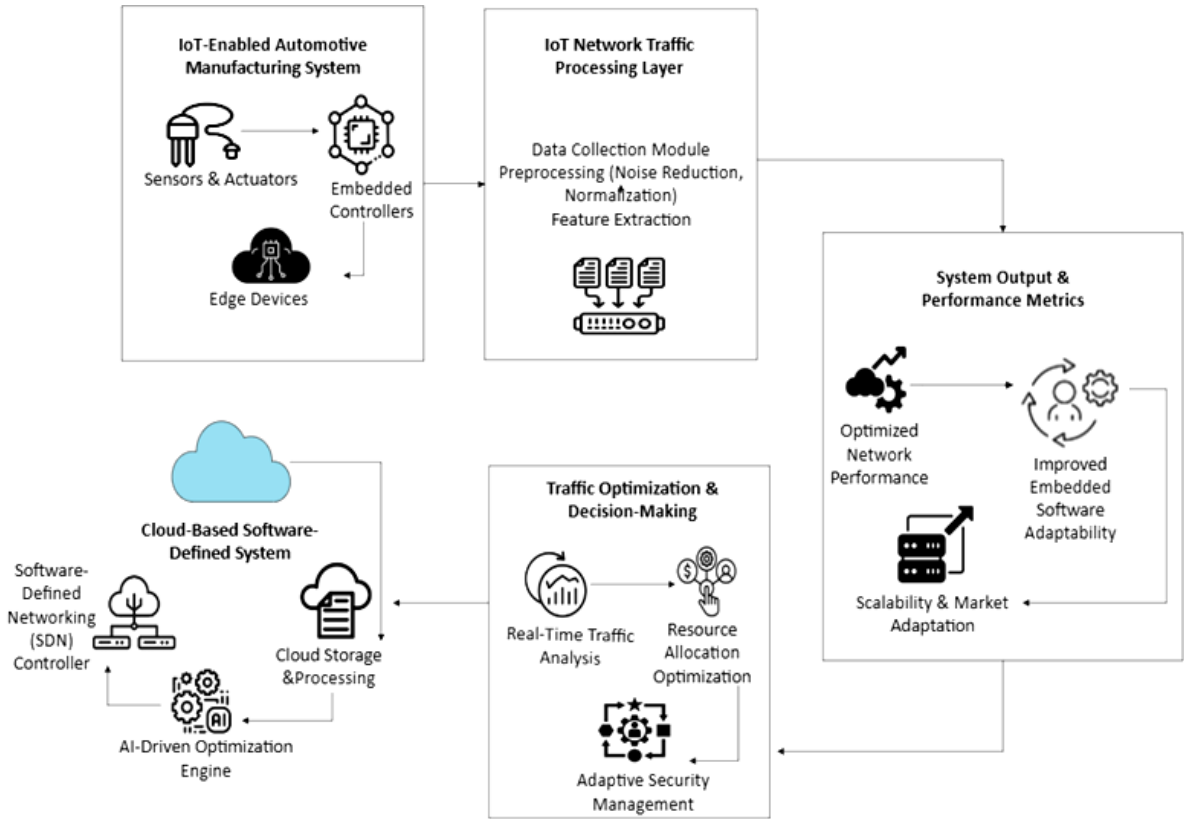 IoT-Enabled Automotive
Manufacturing System
Sensors & Actuators
Embedded
Controllers
Edge Devices
IoT Network Traffic
Processing Layer
Data Collection Module
Preprocessing (Noise Reduction,
Normalization)
Feature Extraction
System Output &
Performance Metrics
Optimized
Network
Performance
Improved
Embedded
Software
Adaptability
Scalability & Market
Adaptation
Traffic Optimization &
Decision-Making
Real-Time Traffic
Analysis
Resource
Allocation
Optimization
Adaptive Security
Management
Cloud-Based Software-
Defined System
Cloud Storage
&Processing
AI
AI-Driven Optimization
Engine
Software-
Defined
Networking
(SDN)
Controller